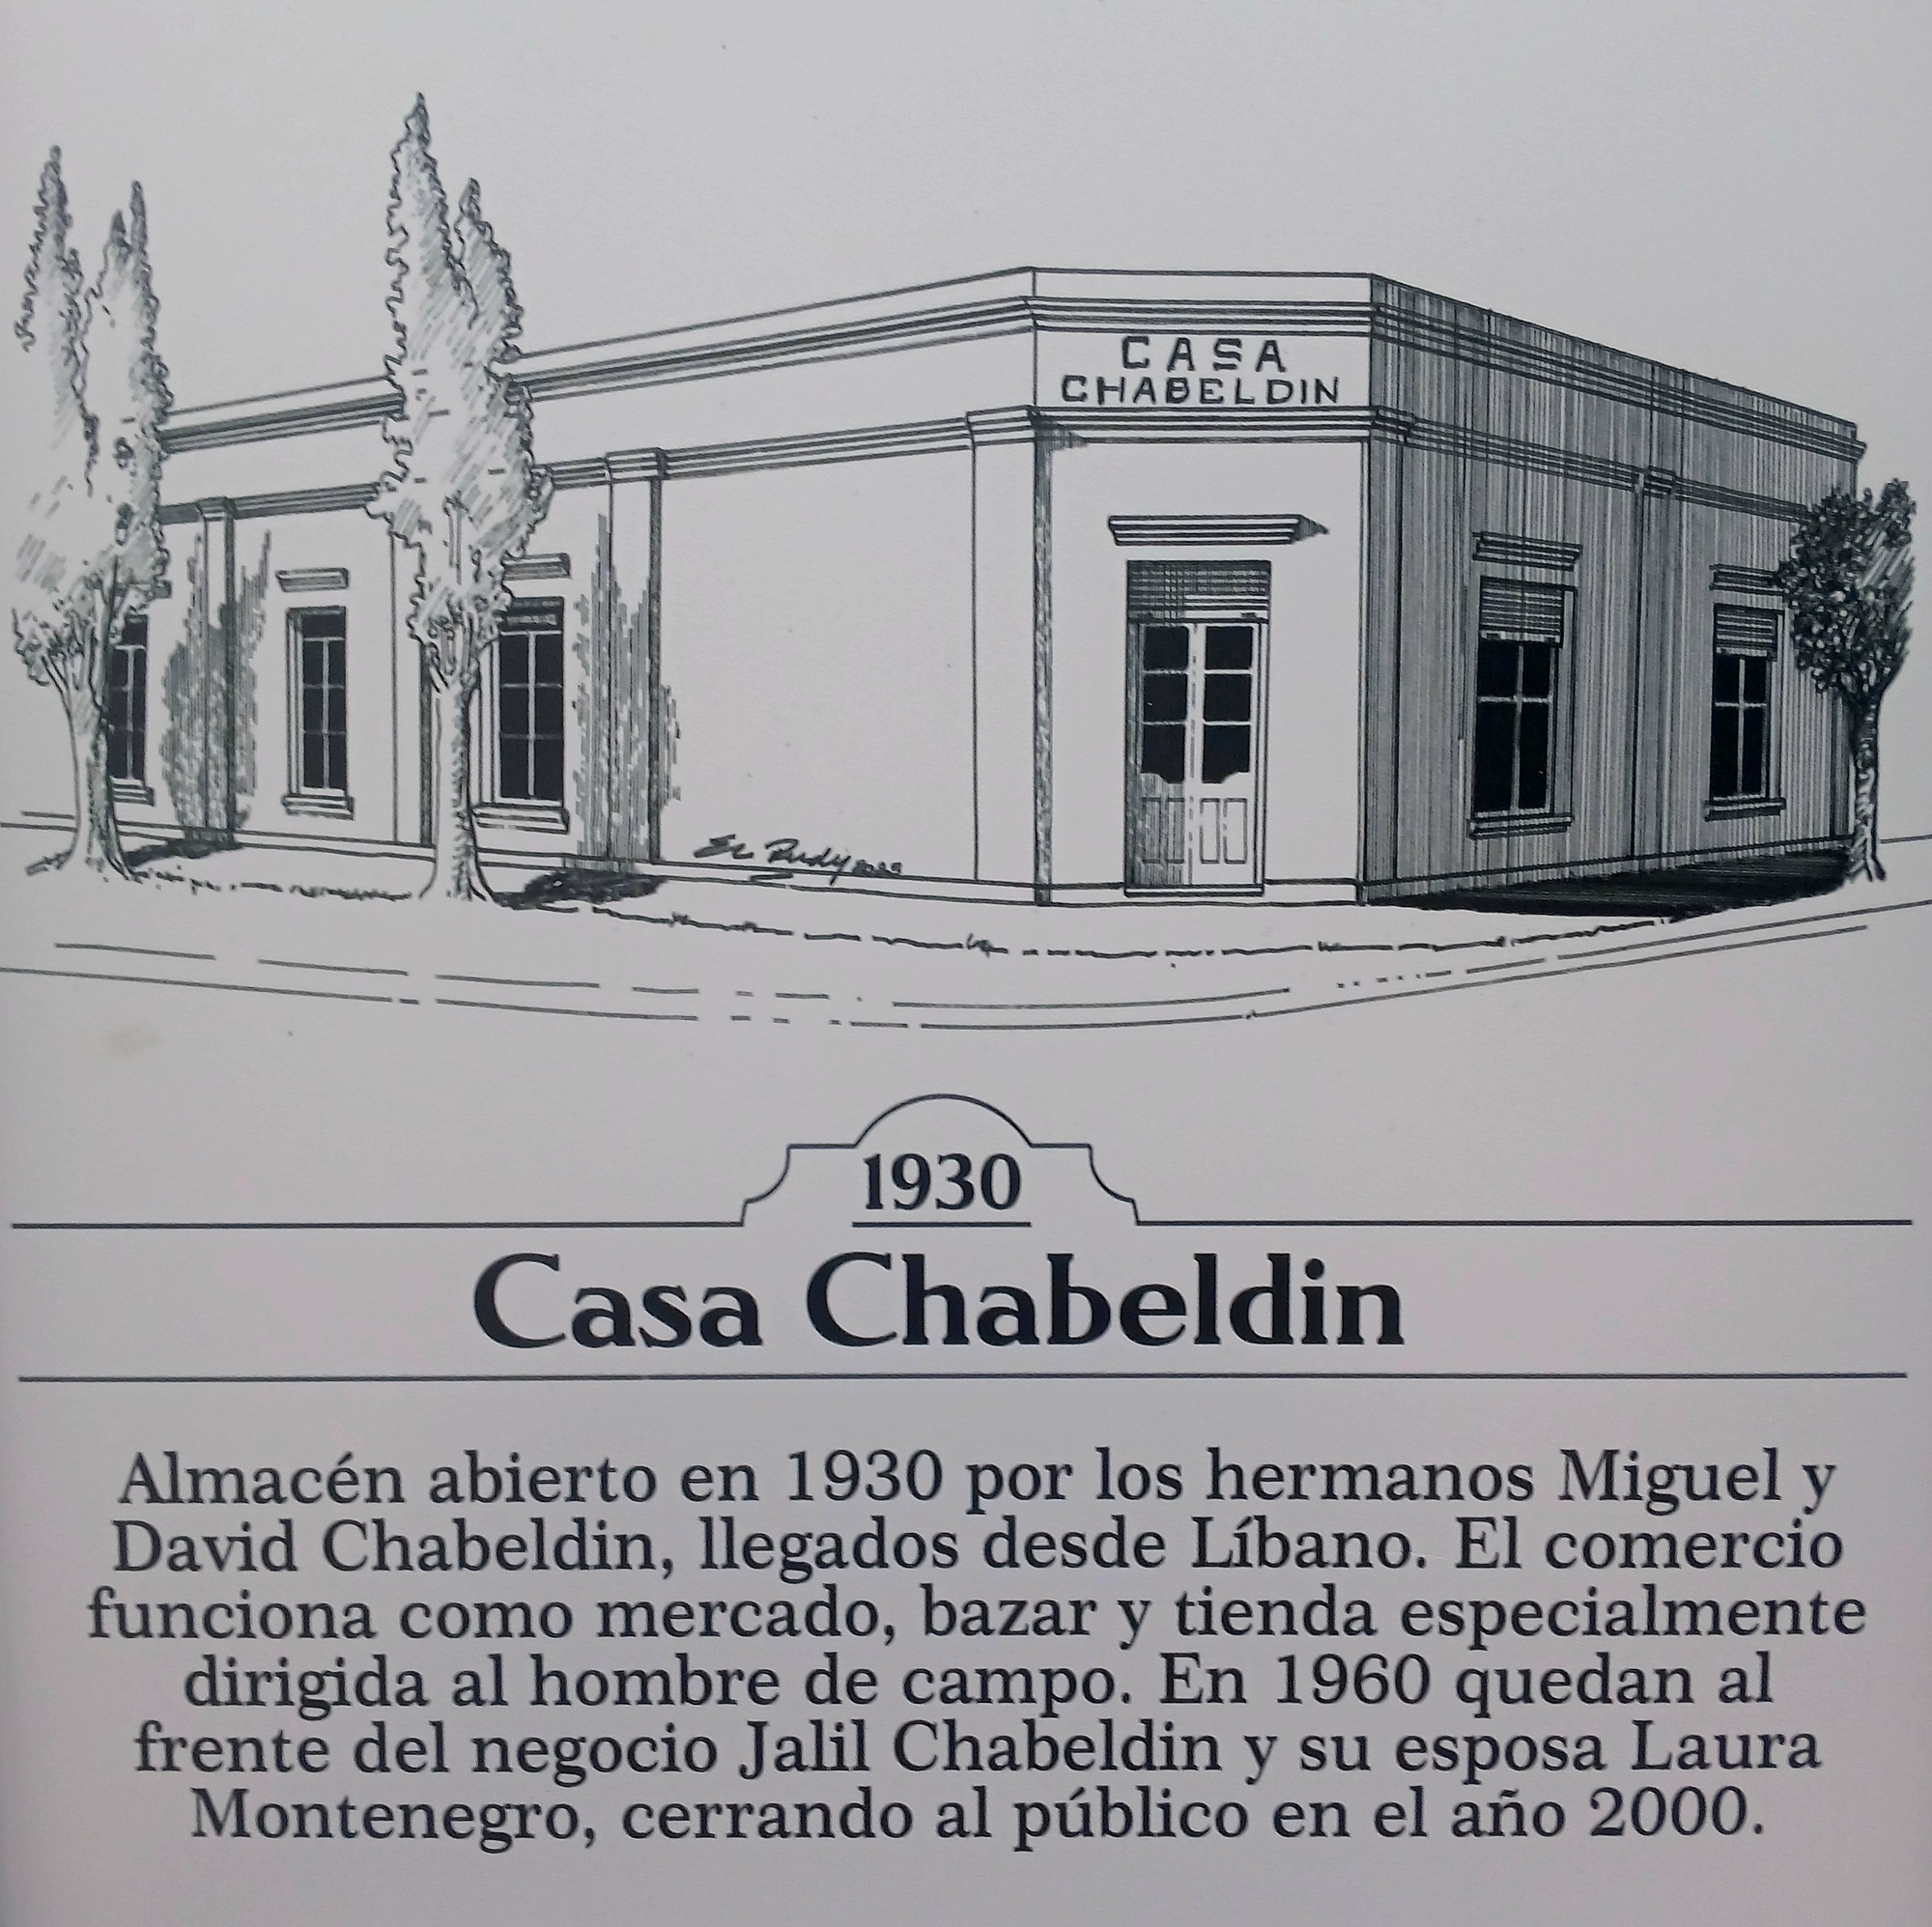 CASA
CHABELDIN
El Rudy
1930
Casa Chabeldin
Almacén abierto en 1930 por los hermanos Miguel y
David Chabeldin, llegados desde Líbano. El comercio
funciona como mercado, bazar y tienda especialmente
dirigida al hombre de campo. En 1960 quedan al
frente del negocio Jalil Chabeldin y su esposa Laura
Montenegro, cerrando al público en el año 2000.